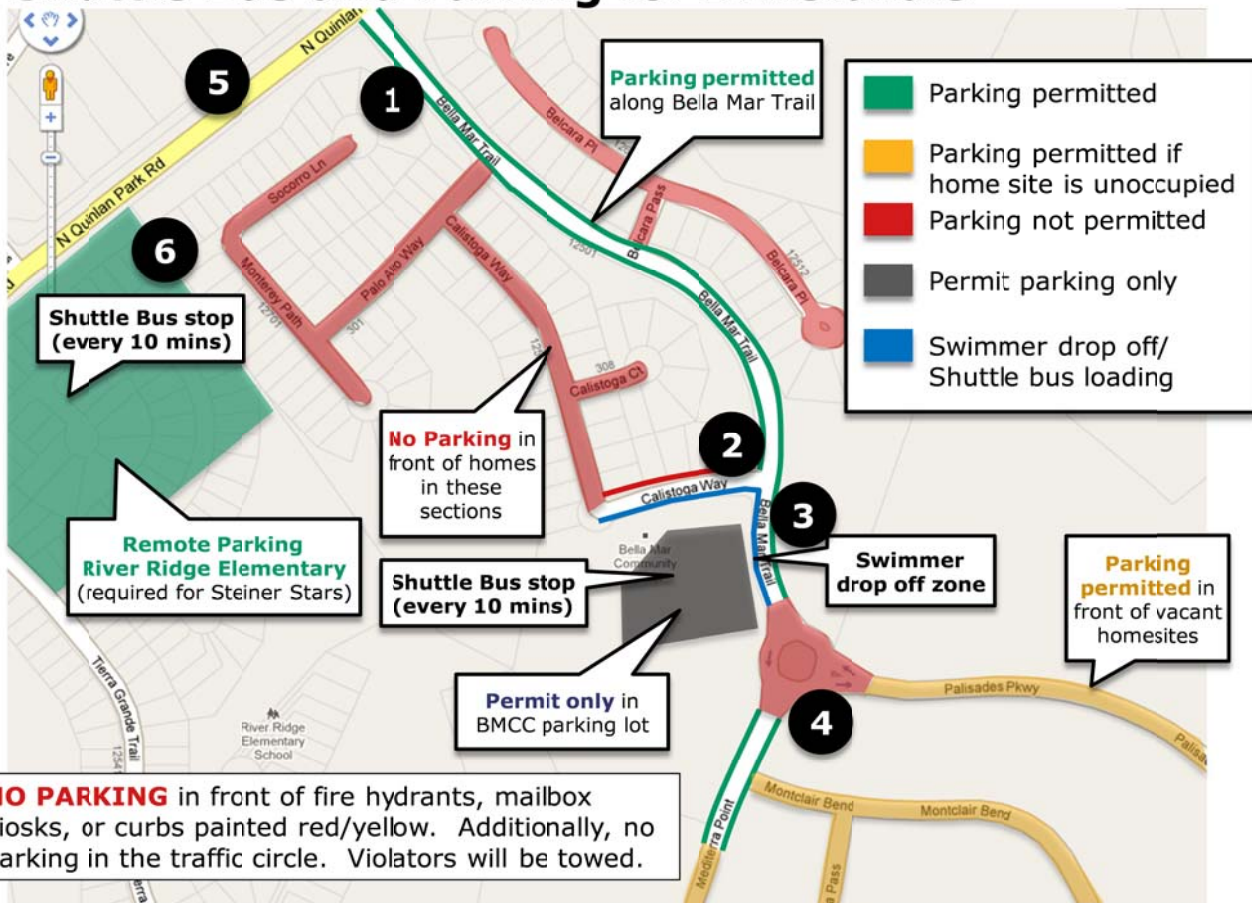 N Quinlan
5
1
Bella Mar Trail
Parking permitted
along Bella Mar Trail
Belcara Pl
Parking permitted
Parking permitted if
home site is unoccupied
Parking not permitted
Permit parking only
Swimmer drop off/
Shuttle bus loading
Socorro Ln
N Quinlan Park Rd
6
Belcara Pass
12501
12512
Belcara Pl
Calistoga Way
Palo Alto Way
Monterey Path
12701
301
Bella Mar Trail
Shuttle Bus stop
(every 10 mins)
308
Calistoga Ct
No Parking in
front of homes
in these
sections
2
Calistoga Way
3
Bella Mar Trail
Remote Parking
River Ridge Elementary
(required for Steiner Stars)
Bella Mar
Community
Shuttle Bus stop
(every 10 mins)
Swimmer
drop off zone
Parking
permitted in
front of vacant
homesites
Permit only in
BMCC parking lot
Palisades Pkwy
4
Tierra Grande Trail
12541
River Ridge
Elementary
School
Montclair Bend
Montclair Bend
Mediterra Point
NO PARKING in front of fire hydrants, mailbox
kiosks, or curbs painted red/yellow. Additionally, no
parking in the traffic circle. Violators will be towed.